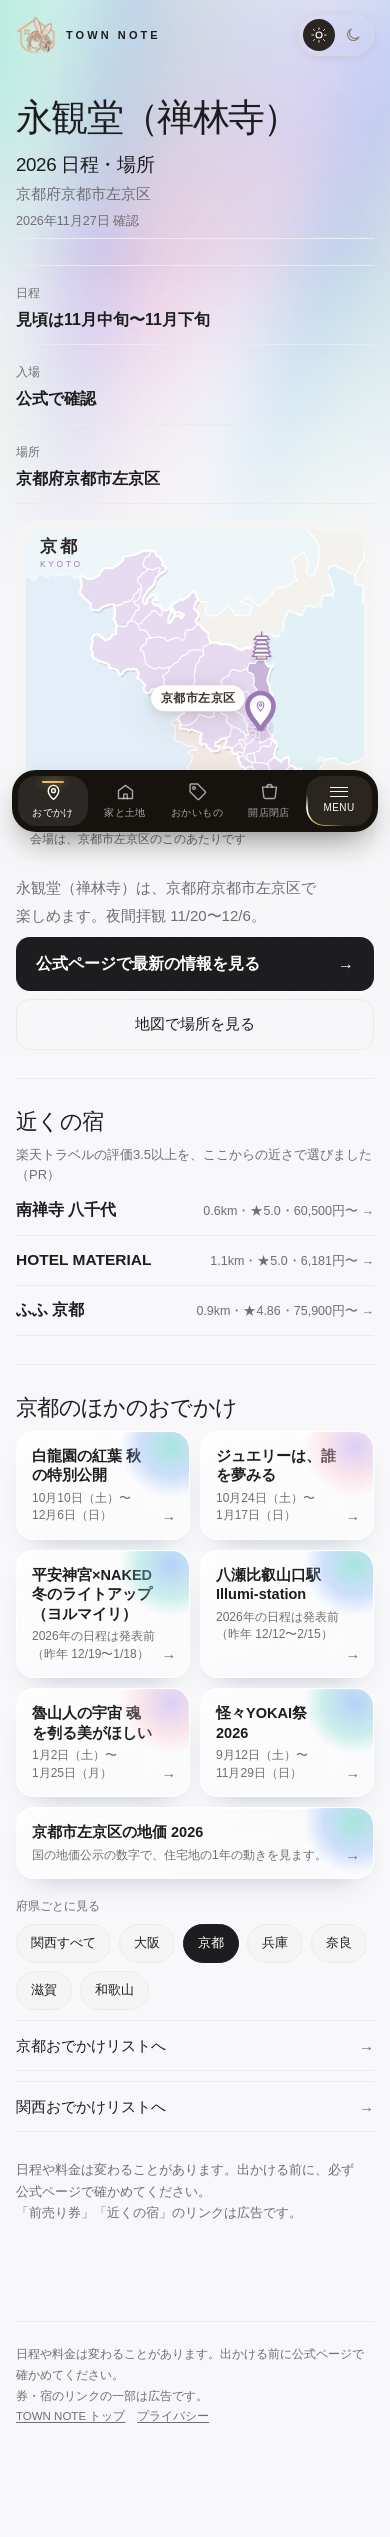 TOWN NOTE
永観堂（禅林寺）
2026 日程・場所
京都府京都市左京区
2026年11月27日 確認
日程
見頃は11月中旬〜11月下旬
入場
公式で確認
場所
京都府京都市左京区
京都
KYOTO
京都市左京区
おでかけ
家と土地
おかいもの
開店閉店
MENU
会場は、京都市左京区のこのあたりです
永観堂（禅林寺）は、京都府京都市左京区で
楽しめます。夜間拝観 11/20〜12/6。
公式ページで最新の情報を見る →
地図で場所を見る
近くの宿
楽天トラベルの評価3.5以上を、ここからの近さで選びました
（PR）
南禅寺 八千代 0.6km・★5.0・60,500円〜 →
HOTEL MATERIAL 1.1km・★5.0・6,181円〜 →
ふふ 京都 0.9km・★4.86・75,900円〜 →
京都のほかのおでかけ
白龍園の紅葉 秋
の特別公開
10月10日（土）〜
12月6日（日） →
ジュエリーは、誰
を夢みる
10月24日（土）〜
1月17日（日） →
平安神宮×NAKED
冬のライトアップ
（ヨルマイリ）
2026年の日程は発表前
（昨年 12/19〜1/18） →
八瀬比叡山口駅
Illumi-station
2026年の日程は発表前
（昨年 12/12〜2/15）
→
魯山人の宇宙 魂
を刳る美がほしい
1月2日（土）〜
1月25日（月） →
怪々YOKAI祭
2026
9月12日（土）〜
11月29日（日） →
京都市左京区の地価 2026
国の地価公示の数字で、住宅地の1年の動きを見ます。 →
府県ごとに見る
関西すべて 大阪 京都 兵庫 奈良
滋賀 和歌山
京都おでかけリストへ →
関西おでかけリストへ →
日程や料金は変わることがあります。出かける前に、必ず
公式ページで確かめてください。
「前売り券」「近くの宿」のリンクは広告です。
日程や料金は変わることがあります。出かける前に公式ページで
確かめてください。
券・宿のリンクの一部は広告です。
TOWN NOTE トップ プライバシー